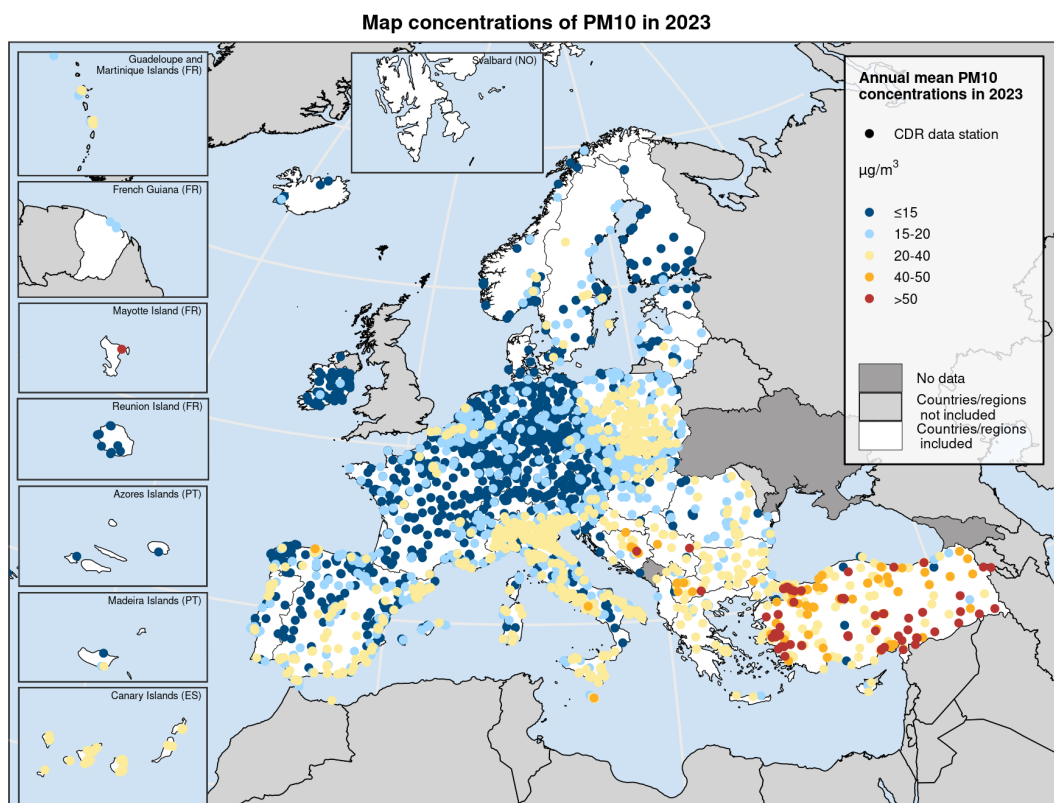 Map concentrations of PM10 in 2023
Guadeloupe and
Martinique Islands (FR)
Svalbard (NO)
French Guiana (FR)
Mayotte Island (FR)
Reunion Island (FR)
Azores Islands (PT)
Madeira Islands (PT)
Canary Islands (ES)
Annual mean PM10
concentrations in 2023
CDR data station
µg/m³
≤15
15-20
20-40
40-50
>50
No data
Countries/regions
not included
Countries/regions
included